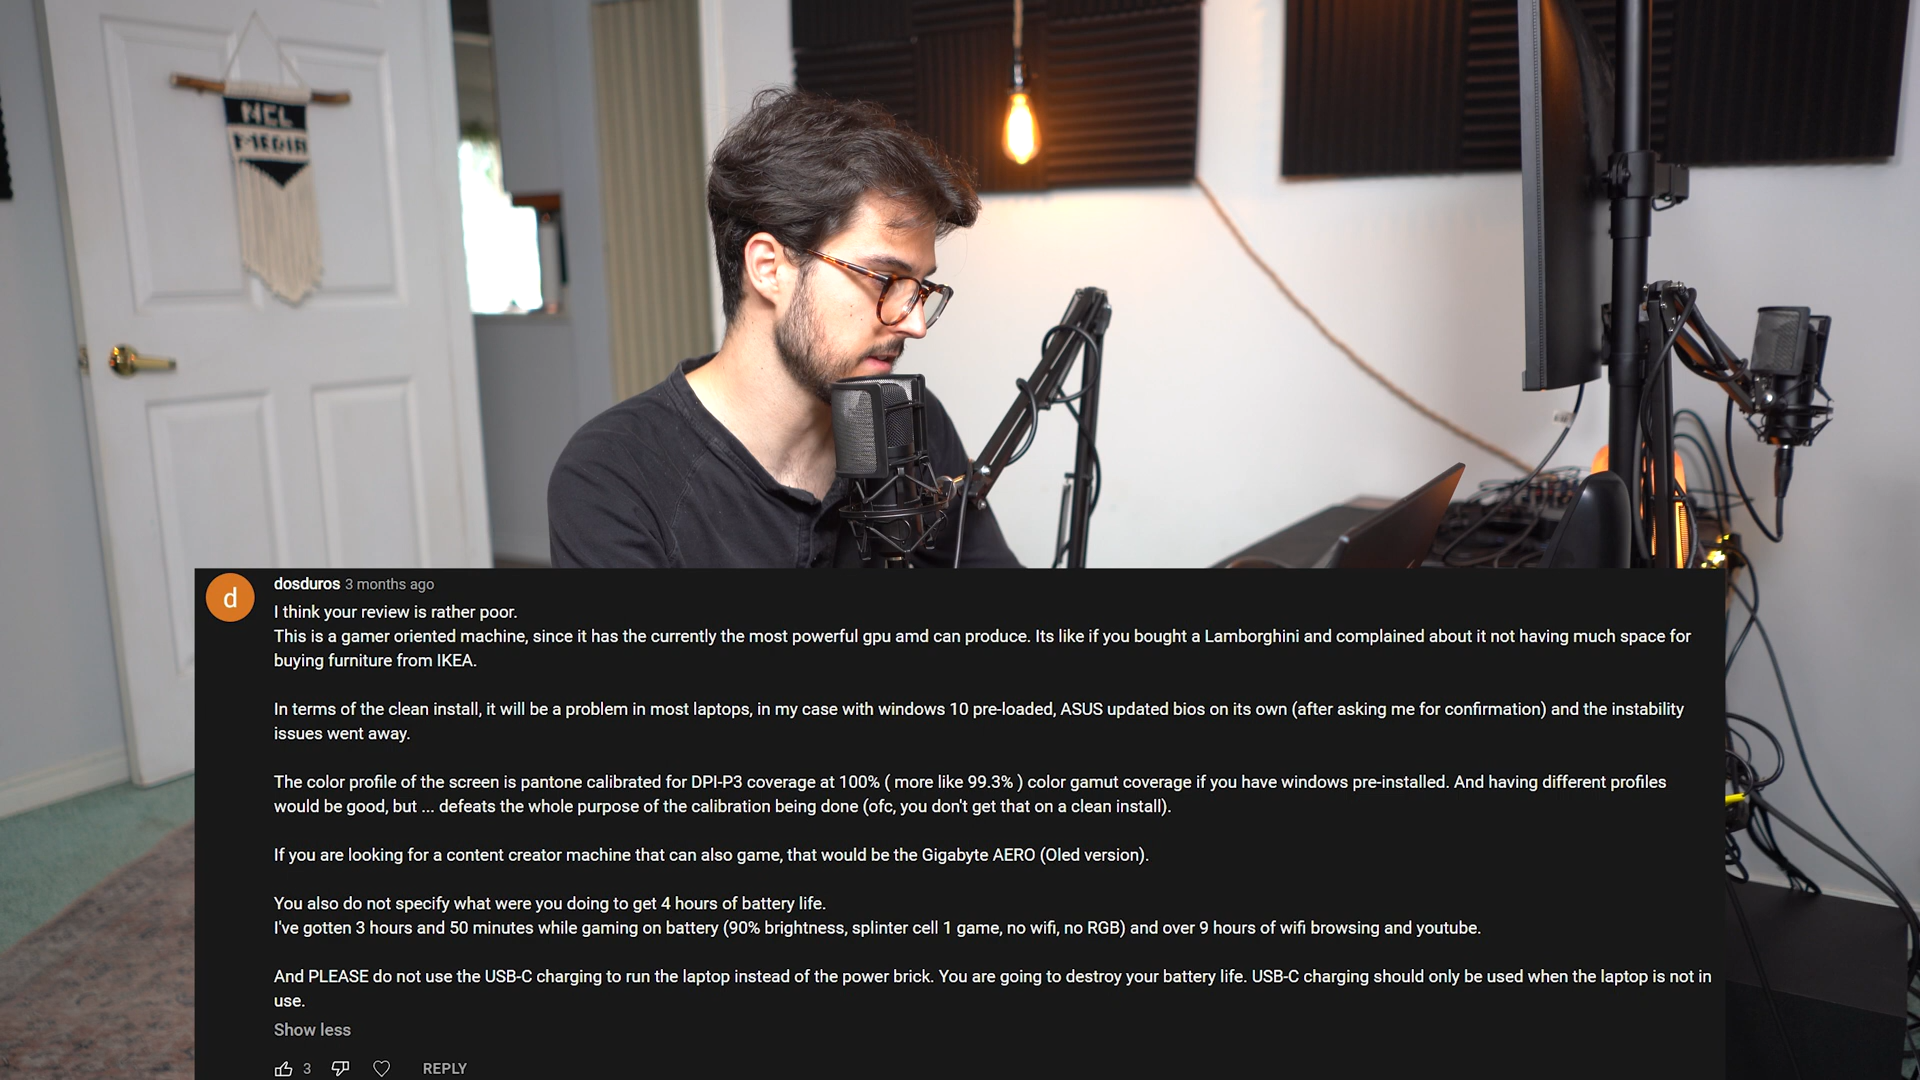 NCL
MEDIA
d
dosduros 3 months ago
I think your review is rather poor.
This is a gamer oriented machine, since it has the currently the most powerful gpu amd can produce. Its like if you bought a Lamborghini and complained about it not having much space for
buying furniture from IKEA.
In terms of the clean install, it will be a problem in most laptops, in my case with windows 10 pre-loaded, ASUS updated bios on its own (after asking me for confirmation) and the instability
issues went away.
The color profile of the screen is pantone calibrated for DPI-P3 coverage at 100% ( more like 99.3% ) color gamut coverage if you have windows pre-installed. And having different profiles
would be good, but ... defeats the whole purpose of the calibration being done (ofc, you don't get that on a clean install).
If you are looking for a content creator machine that can also game, that would be the Gigabyte AERO (Oled version).
You also do not specify what were you doing to get 4 hours of battery life.
I've gotten 3 hours and 50 minutes while gaming on battery (90% brightness, splinter cell 1 game, no wifi, no RGB) and over 9 hours of wifi browsing and youtube.
And PLEASE do not use the USB-C charging to run the laptop instead of the power brick. You are going to destroy your battery life. USB-C charging should only be used when the laptop is not in
use.
Show less
3 REPLY